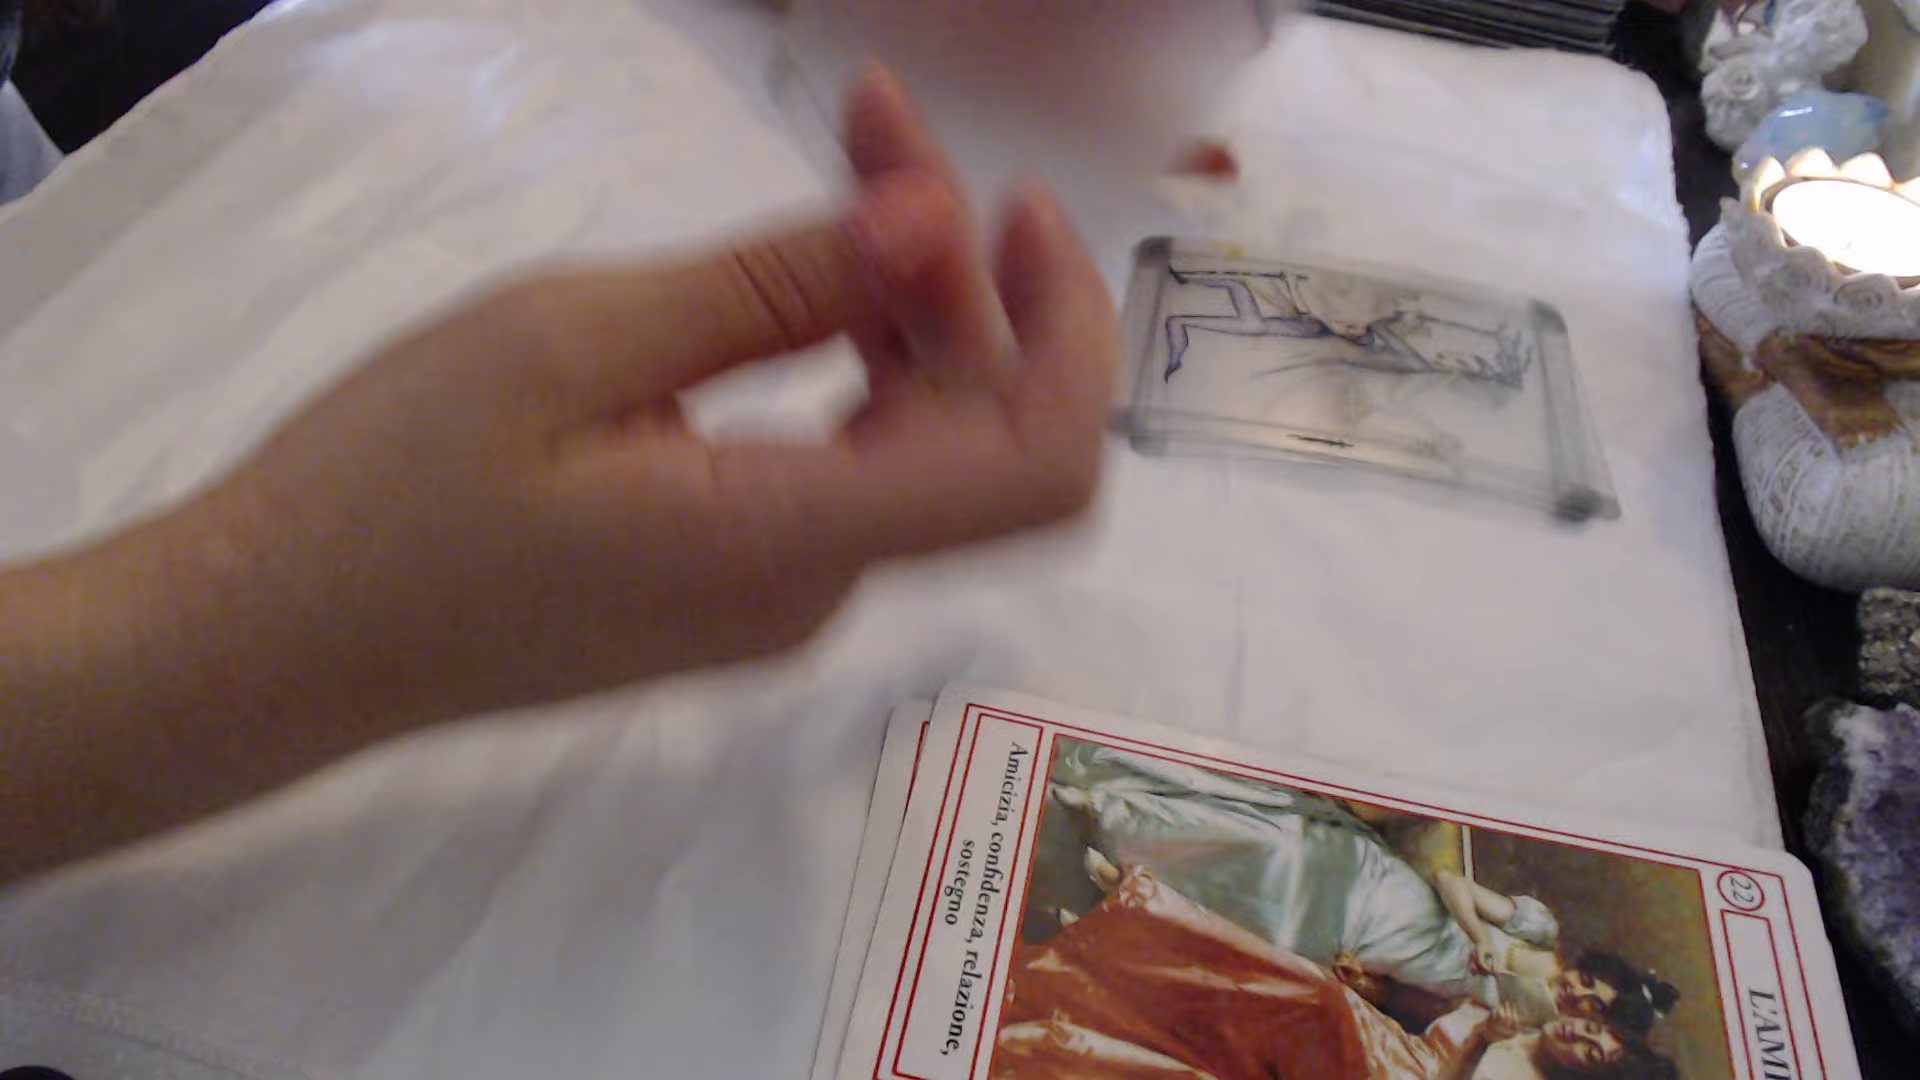 22
L'AMI
Amicizia, confidenza, relazione,
sostegno